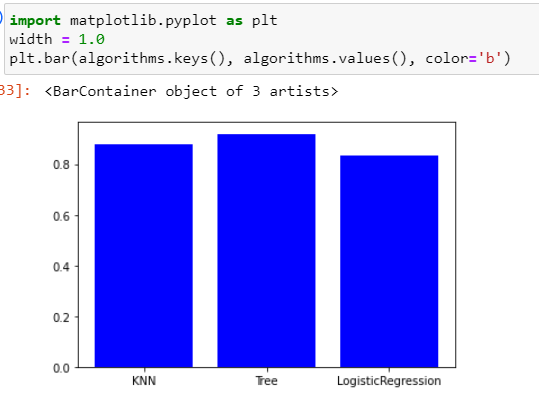 import matplotlib.pyplot as plt
width = 1.0
plt.bar(algorithms.keys(), algorithms.values(), color='b')
33]: <BarContainer object of 3 artists>
0.8
0.6
0.4
0.2
0.0
KNN Tree LogisticRegression